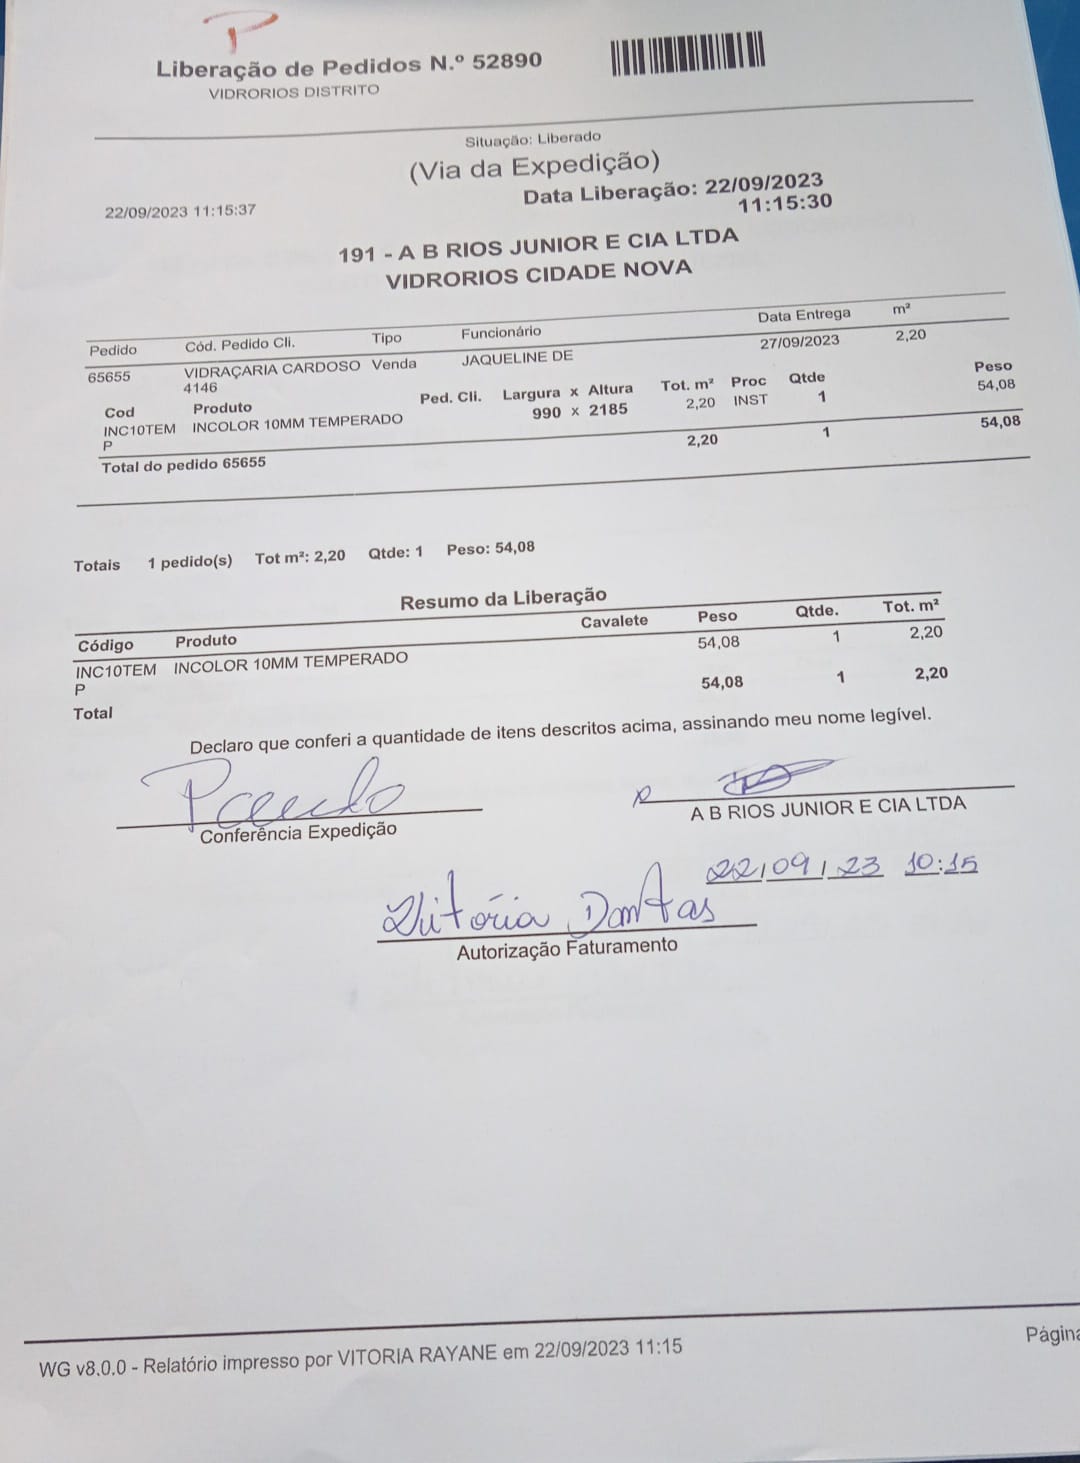 P
Liberação de Pedidos N.º 52890
VIDRORIOS DISTRITO
Situação: Liberado
(Via da Expedição)
22/09/2023 11:15:37
Data Liberação: 22/09/2023
11:15:30
191 - A B RIOS JUNIOR E CIA LTDA
VIDRORIOS CIDADE NOVA
Pedido Cód. Pedido Cli. Tipo Funcionário Data Entrega m²
65655 VIDRAÇARIA CARDOSO Venda JAQUELINE DE 27/09/2023 2,20
4146
Cod Produto Ped. Cli. Largura x Altura Tot. m² Proc Qtde Peso
INC10TEM INCOLOR 10MM TEMPERADO 990 x 2185 2,20 INST 1 54,08
P
Total do pedido 65655 2,20 1 54,08
Totais 1 pedido(s) Tot m²: 2,20 Qtde: 1 Peso: 54,08
Resumo da Liberação
Código Produto Cavalete Peso Qtde. Tot. m²
INC10TEM INCOLOR 10MM TEMPERADO 54,08 1 2,20
P
Total 54,08 1 2,20
Declaro que conferi a quantidade de itens descritos acima, assinando meu nome legível.
Conferência Expedição
A B RIOS JUNIOR E CIA LTDA
22/09/23 10:15
Vitória Dantas
Autorização Faturamento
WG v8.0.0 - Relatório impresso por VITORIA RAYANE em 22/09/2023 11:15
Página